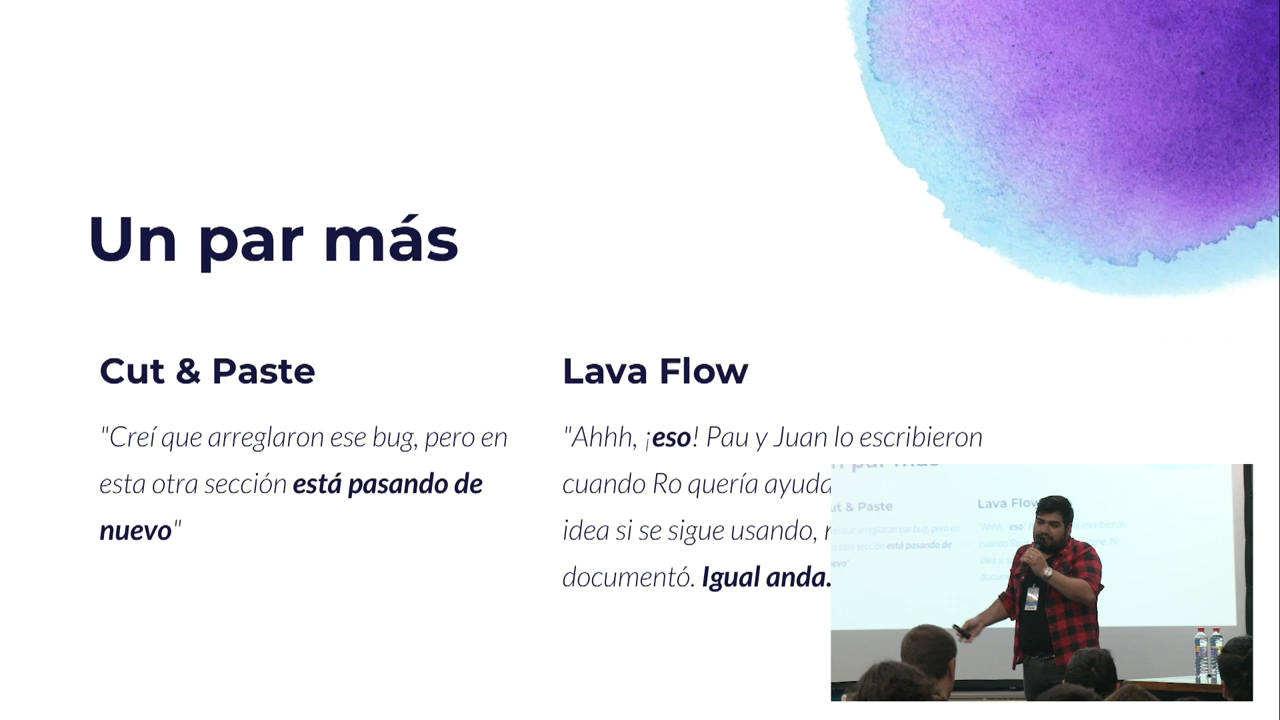 Un par más
Cut & Paste
"Creí que arreglaron ese bug, pero en
esta otra sección está pasando de
nuevo"
Lava Flow
"Ahhh, ¡eso! Pau y Juan lo escribieron
cuando Ro quería ayuda
idea si se sigue usando,
documentó. Igual anda.
Lava Flow